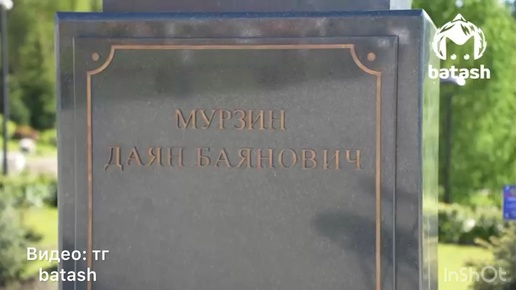 batash
МУРЗИН
ДАЯН БАЯНОВИЧ
Видео: тг
batash
InShOt